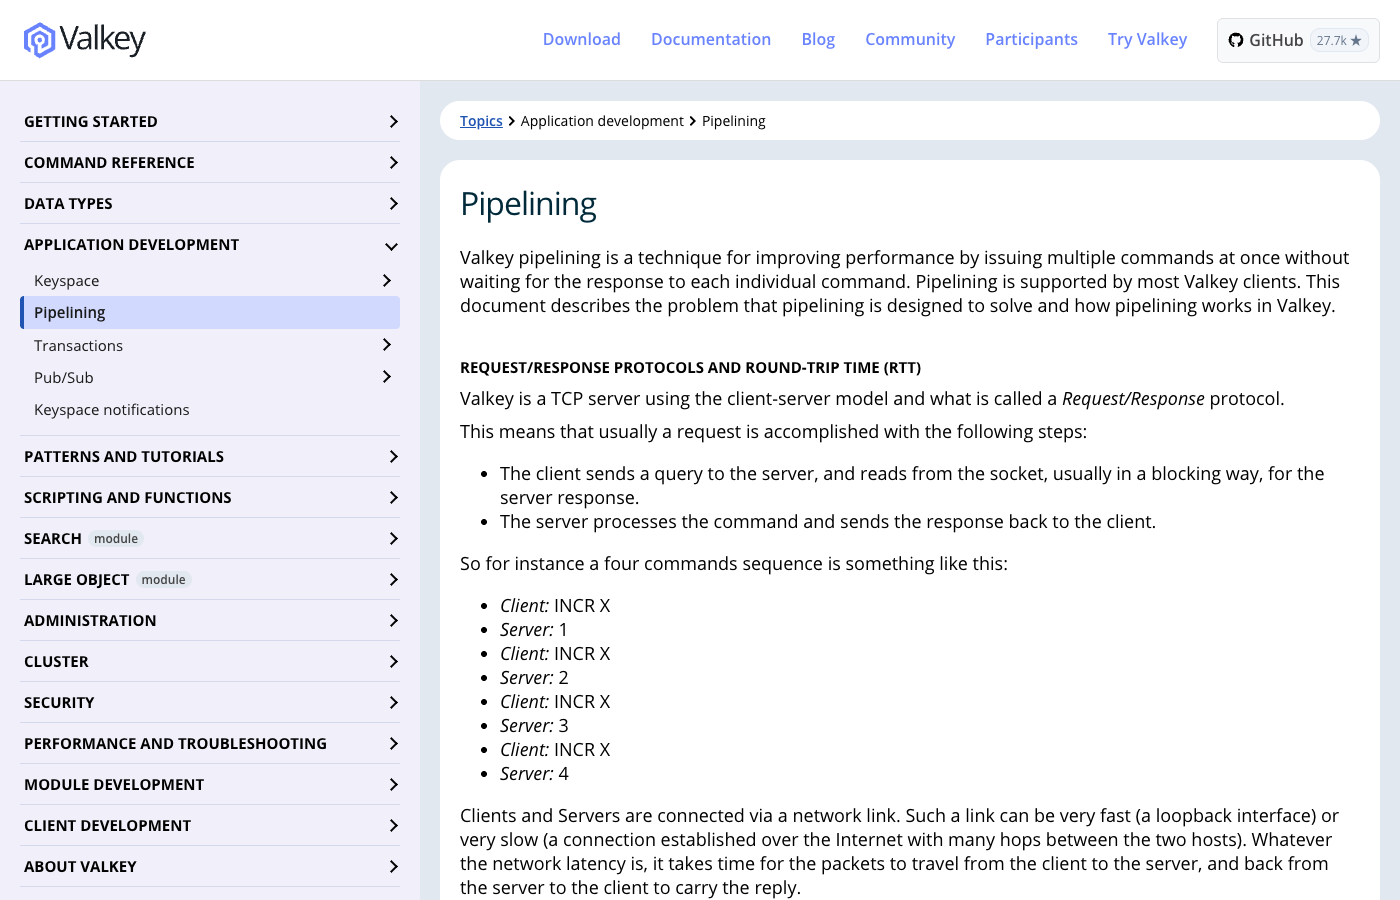 Valkey
Download
Documentation
Blog
Community
Participants
Try Valkey
GitHub 27.7k ★
GETTING STARTED
COMMAND REFERENCE
DATA TYPES
APPLICATION DEVELOPMENT
Keyspace
Pipelining
Transactions
Pub/Sub
Keyspace notifications
PATTERNS AND TUTORIALS
SCRIPTING AND FUNCTIONS
SEARCH module
LARGE OBJECT module
ADMINISTRATION
CLUSTER
SECURITY
PERFORMANCE AND TROUBLESHOOTING
MODULE DEVELOPMENT
CLIENT DEVELOPMENT
ABOUT VALKEY
Topics > Application development > Pipelining
Pipelining
Valkey pipelining is a technique for improving performance by issuing multiple commands at once without
waiting for the response to each individual command. Pipelining is supported by most Valkey clients. This
document describes the problem that pipelining is designed to solve and how pipelining works in Valkey.
REQUEST/RESPONSE PROTOCOLS AND ROUND-TRIP TIME (RTT)
Valkey is a TCP server using the client-server model and what is called a Request/Response protocol.
This means that usually a request is accomplished with the following steps:
• The client sends a query to the server, and reads from the socket, usually in a blocking way, for the
server response.
• The server processes the command and sends the response back to the client.
So for instance a four commands sequence is something like this:
• Client: INCR X
• Server: 1
• Client: INCR X
• Server: 2
• Client: INCR X
• Server: 3
• Client: INCR X
• Server: 4
Clients and Servers are connected via a network link. Such a link can be very fast (a loopback interface) or
very slow (a connection established over the Internet with many hops between the two hosts). Whatever
the network latency is, it takes time for the packets to travel from the client to the server, and back from
the server to the client to carry the reply.